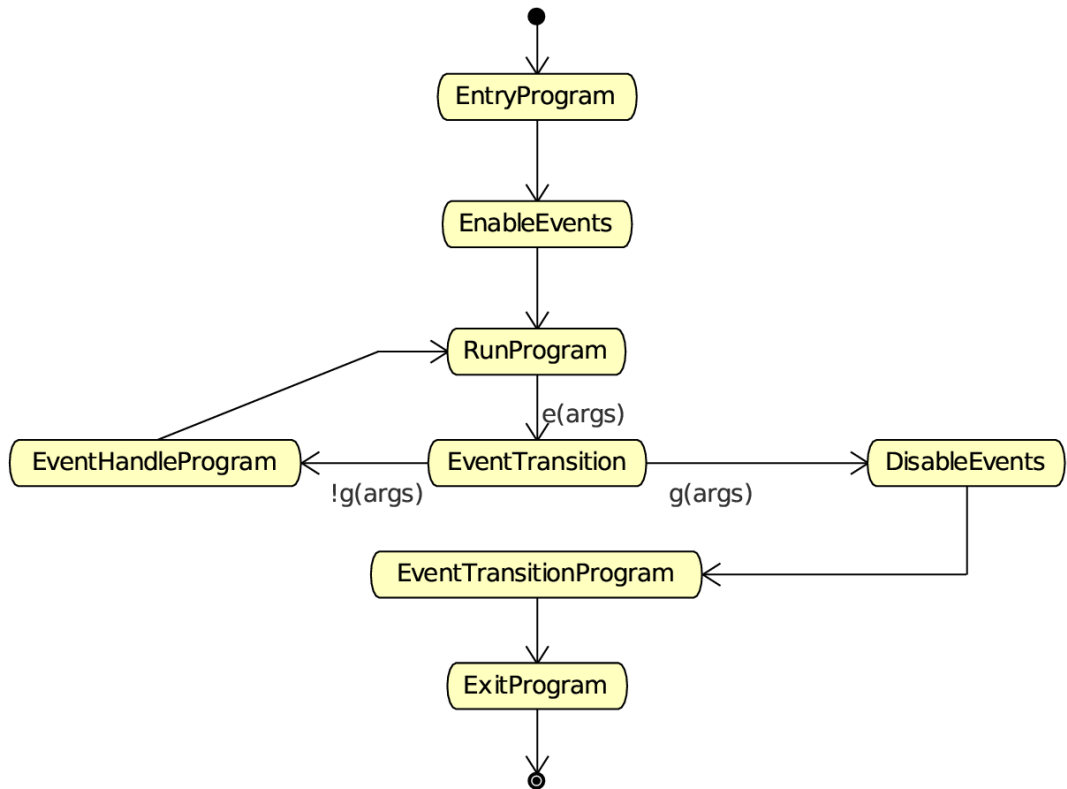 EntryProgram
EnableEvents
RunProgram
e(args)
EventHandleProgram
EventTransition
DisableEvents
!g(args)
g(args)
EventTransitionProgram
ExitProgram